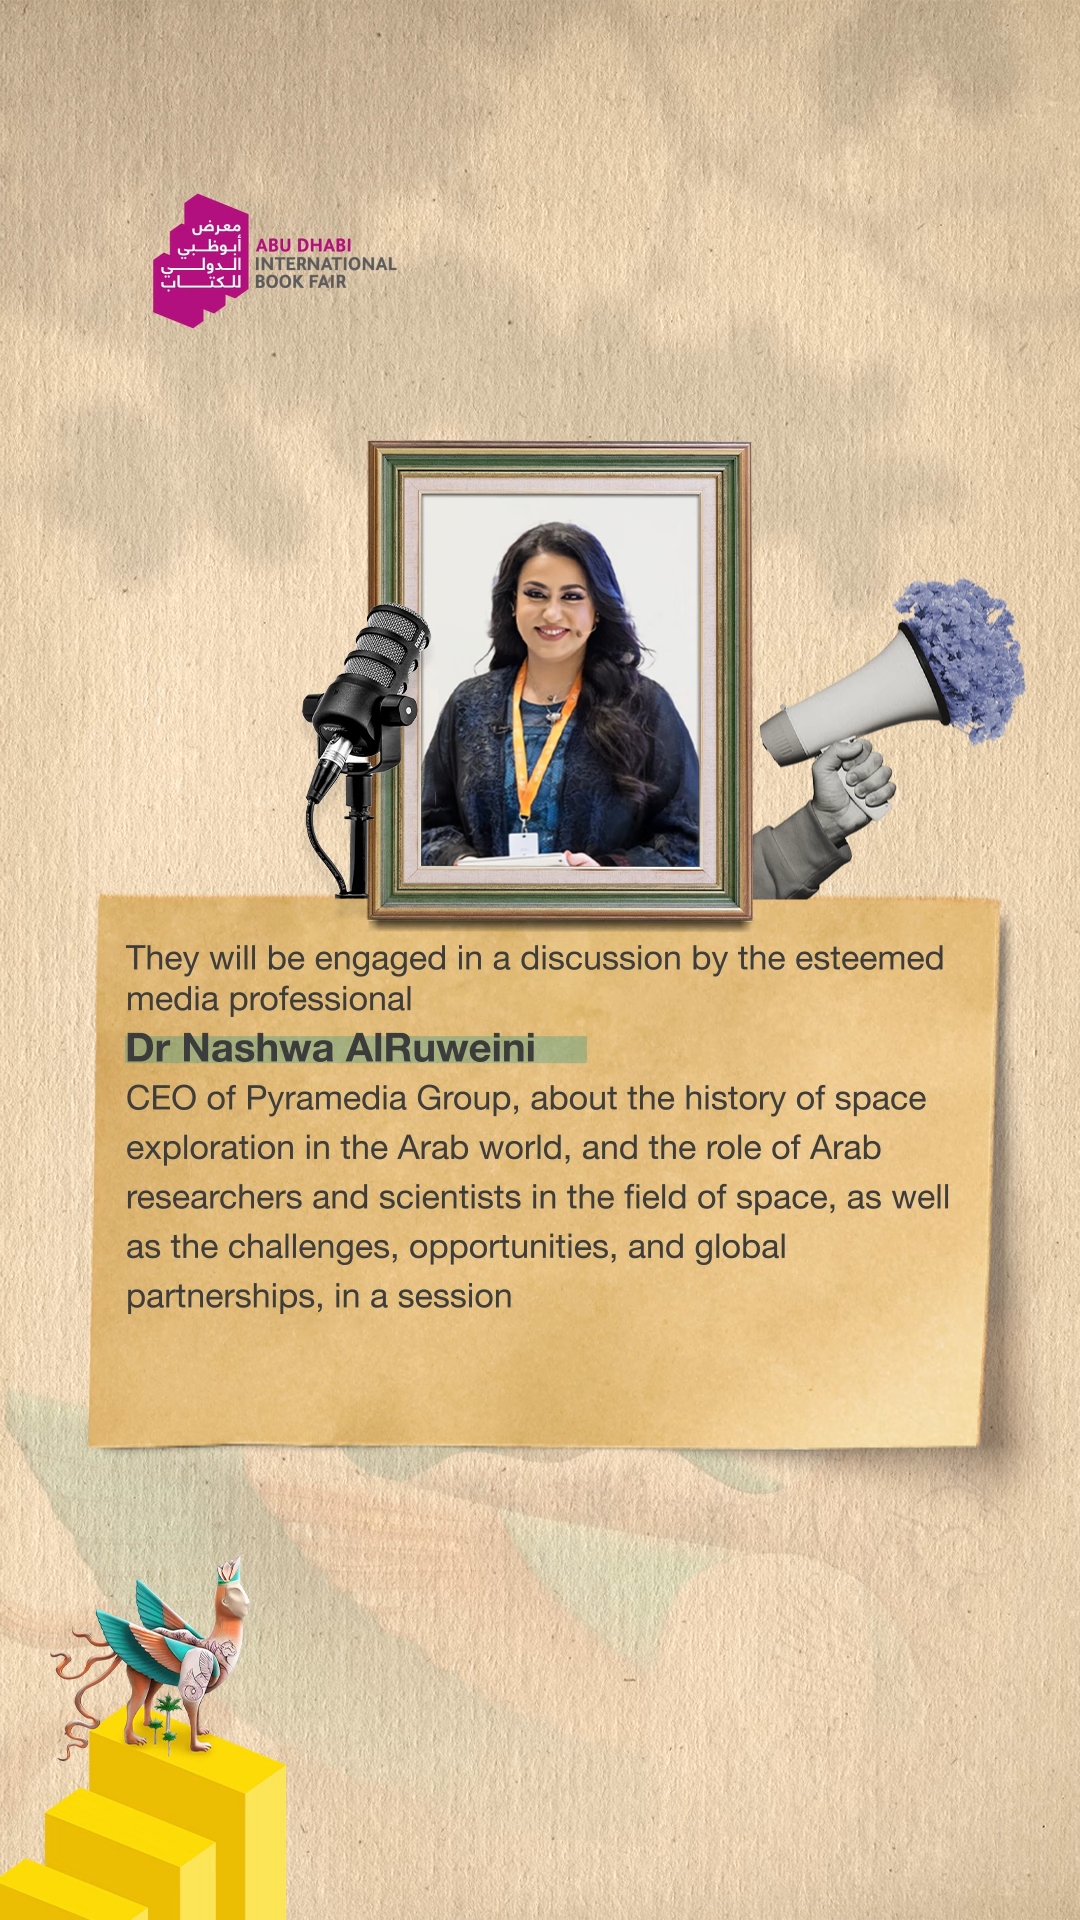 معرض
أبوظـبي
الدولـي
للكتـاب
ABU DHABI
INTERNATIONAL
BOOK FAIR
They will be engaged in a discussion by the esteemed
media professional
Dr Nashwa AlRuweini
CEO of Pyramedia Group, about the history of space
exploration in the Arab world, and the role of Arab
researchers and scientists in the field of space, as well
as the challenges, opportunities, and global
partnerships, in a session